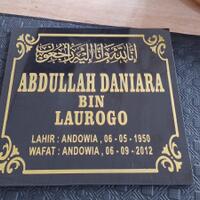 إنا لله وإنا إليه راجعون
ABDULLAH DANIARA
BIN
LAUROGO
LAHIR : ANDOWIA , 06 - 05 - 1950
WAFAT : ANDOWIA , 06 - 09 - 2012